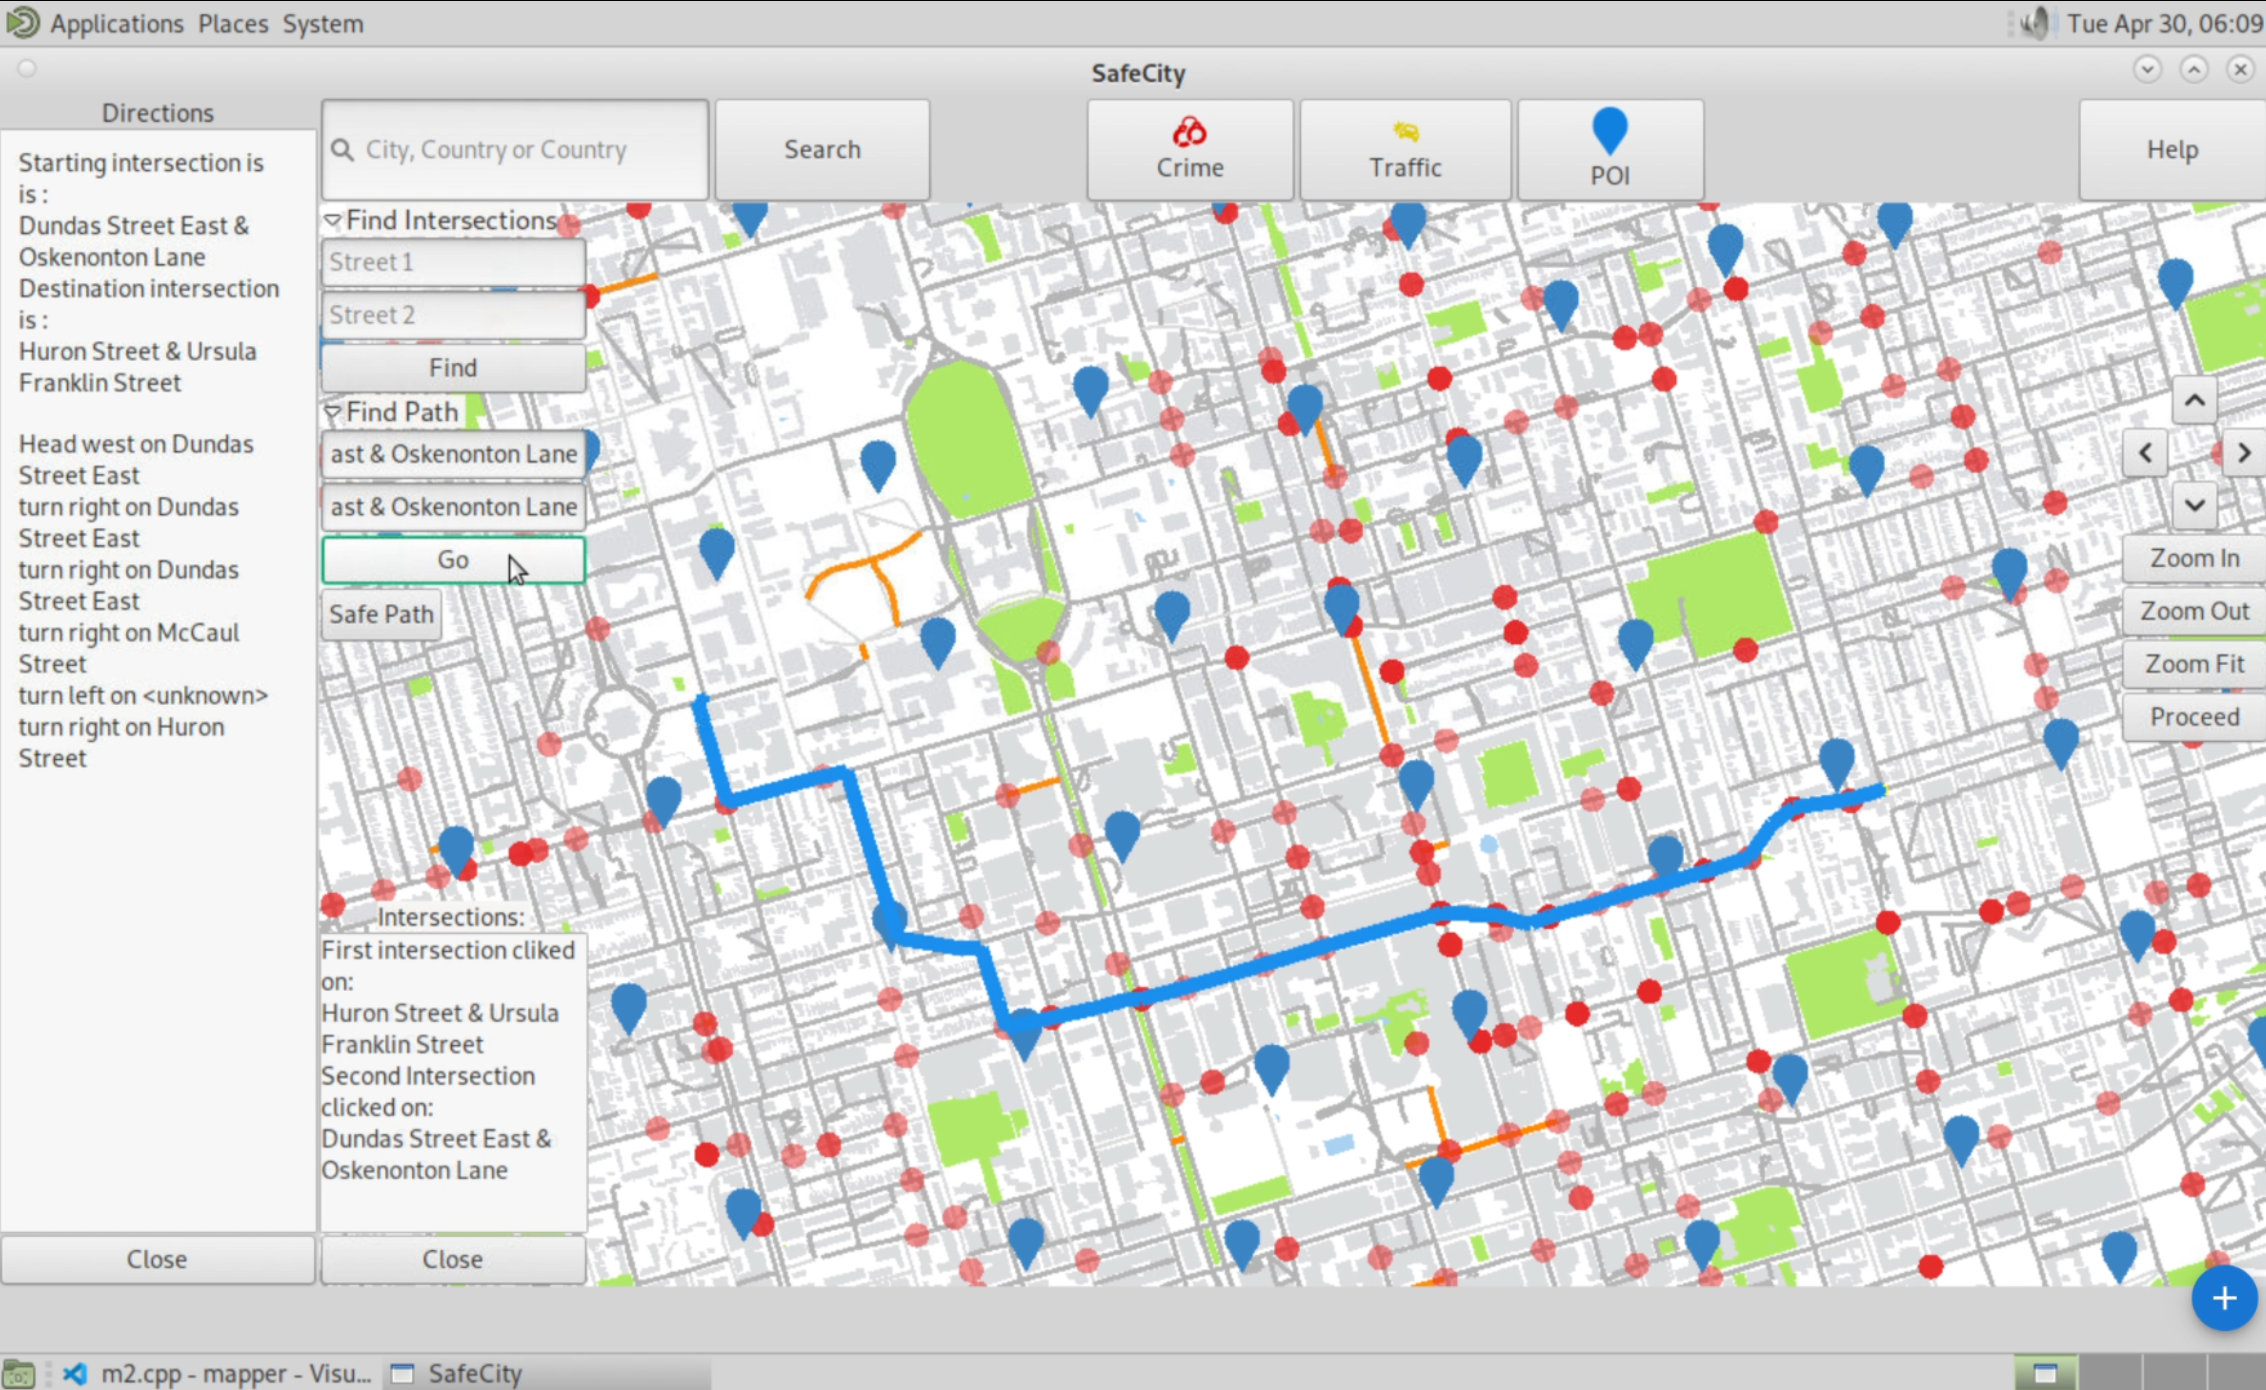 Applications Places System
Tue Apr 30, 06:09
SafeCity
Directions
Starting intersection is
is :
Dundas Street East &
Oskenonton Lane
Destination intersection
is :
Huron Street & Ursula
Franklin Street
Head west on Dundas
Street East
turn right on Dundas
Street East
turn right on Dundas
Street East
turn right on McCaul
Street
turn left on <unknown>
turn right on Huron
Street
Close
City, Country or Country
Search
Crime
Traffic
POI
Help
Find Intersections
Street 1
Street 2
Find
Find Path
ast & Oskenonton Lane
ast & Oskenonton Lane
Go
Safe Path
Intersections:
First intersection cliked
on:
Huron Street & Ursula
Franklin Street
Second Intersection
clicked on:
Dundas Street East &
Oskenonton Lane
Close
Zoom In
Zoom Out
Zoom Fit
Proceed
+
m2.cpp - mapper - Visu...
SafeCity